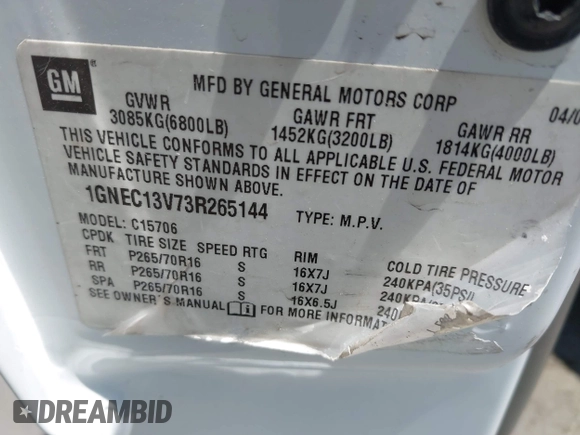 GM ®
MFD BY GENERAL MOTORS CORP
GVWR GAWR FRT GAWR RR 04/0
3085KG(6800LB) 1452KG(3200LB) 1814KG(4000LB)
THIS VEHICLE CONFORMS TO ALL APPLICABLE U.S. FEDERAL MOTOR
VEHICLE SAFETY STANDARDS IN EFFECT ON THE DATE OF
MANUFACTURE SHOWN ABOVE.
1GNEC13V73R265144 TYPE: M.P.V.
MODEL: C15706
CPDK TIRE SIZE SPEED RTG RIM COLD TIRE PRESSURE
FRT P265/70R16 S 16X7J 240KPA(35PSI)
RR P265/70R16 S 16X7J 240KPA(
SPA P265/70R16 S 16X6.5J 240
SEE OWNER'S MANUAL FOR MORE INFORMAT
DREAMBID